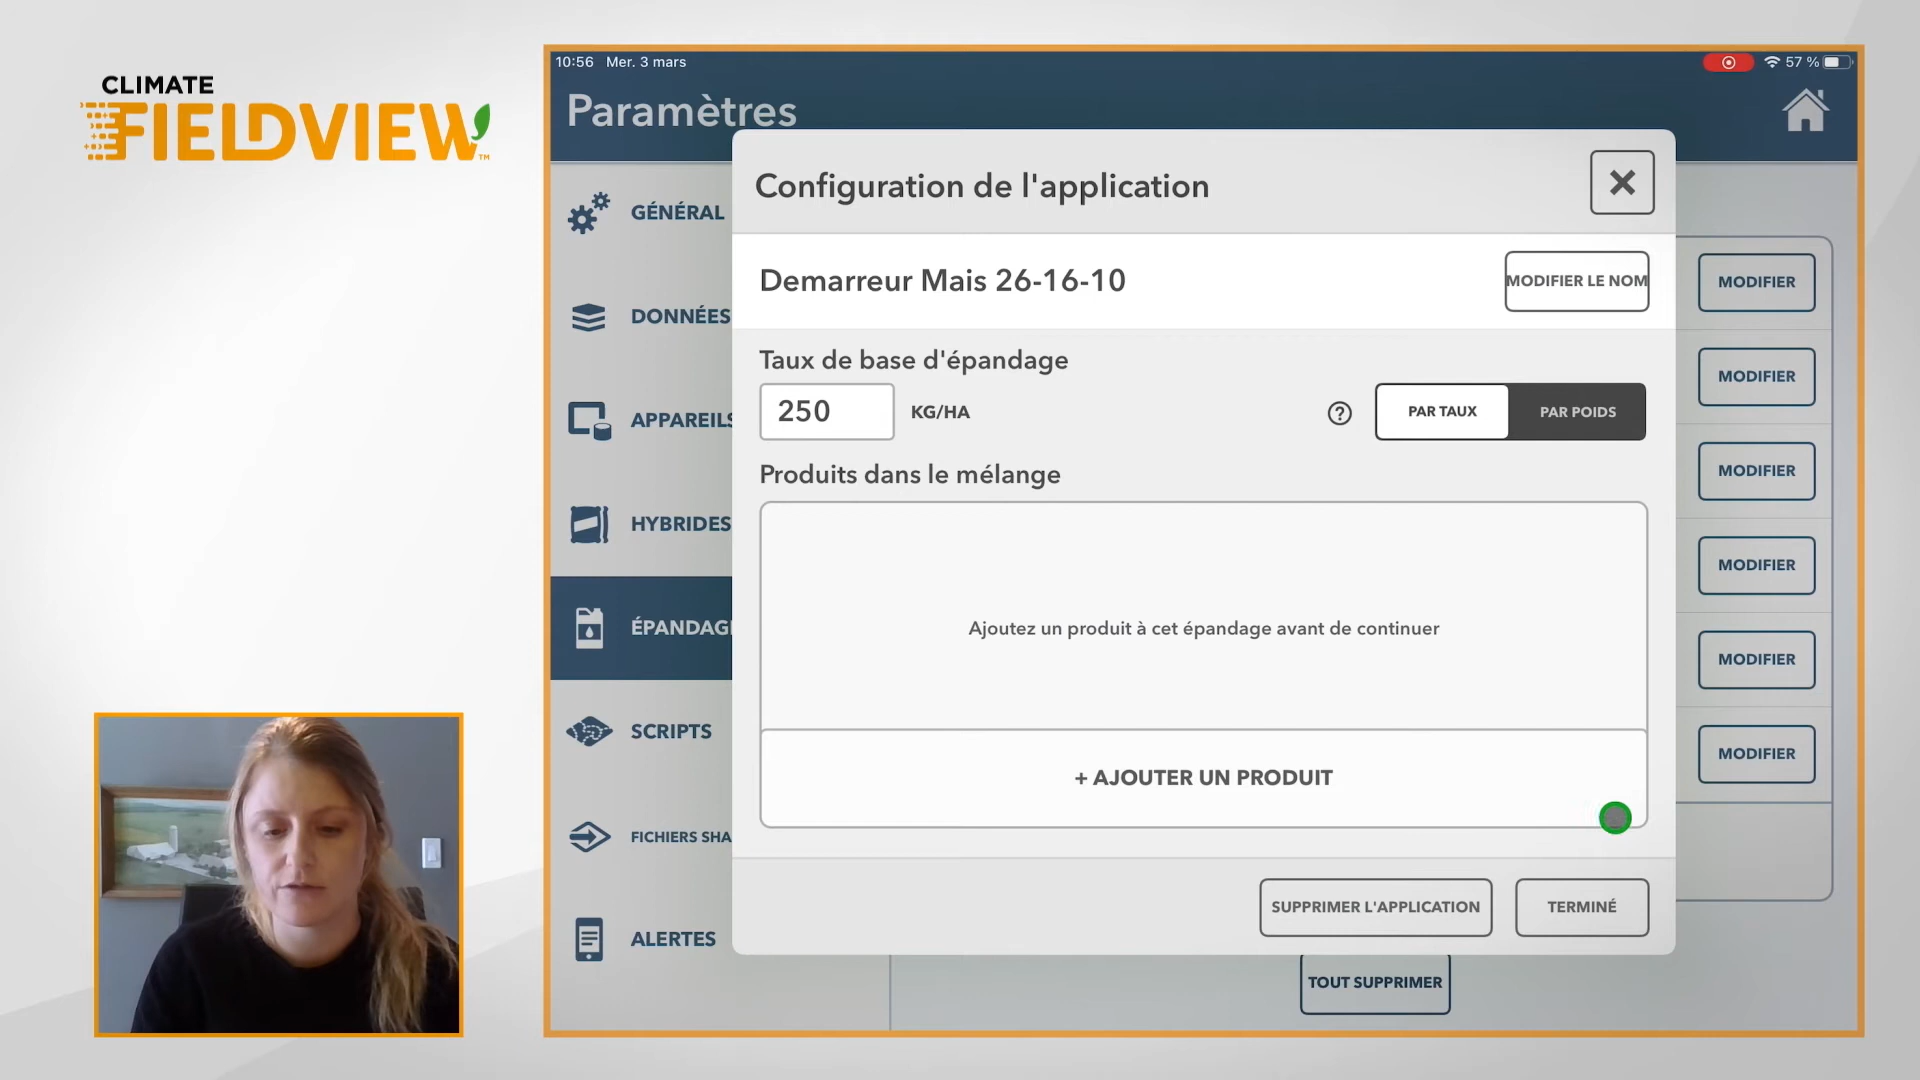 CLIMATE
FIELDVIEW™
10:56 Mer. 3 mars
57 %
Paramètres
GÉNÉRAL
DONNÉES
APPAREILS
HYBRIDES
ÉPANDAG
SCRIPTS
FICHIERS SHA
ALERTES
Configuration de l'application
Demarreur Mais 26-16-10
MODIFIER LE NOM
Taux de base d'épandage
250 KG/HA
?
PAR TAUX
PAR POIDS
Produits dans le mélange
Ajoutez un produit à cet épandage avant de continuer
+ AJOUTER UN PRODUIT
SUPPRIMER L'APPLICATION
TERMINÉ
MODIFIER
MODIFIER
MODIFIER
MODIFIER
MODIFIER
MODIFIER
TOUT SUPPRIMER